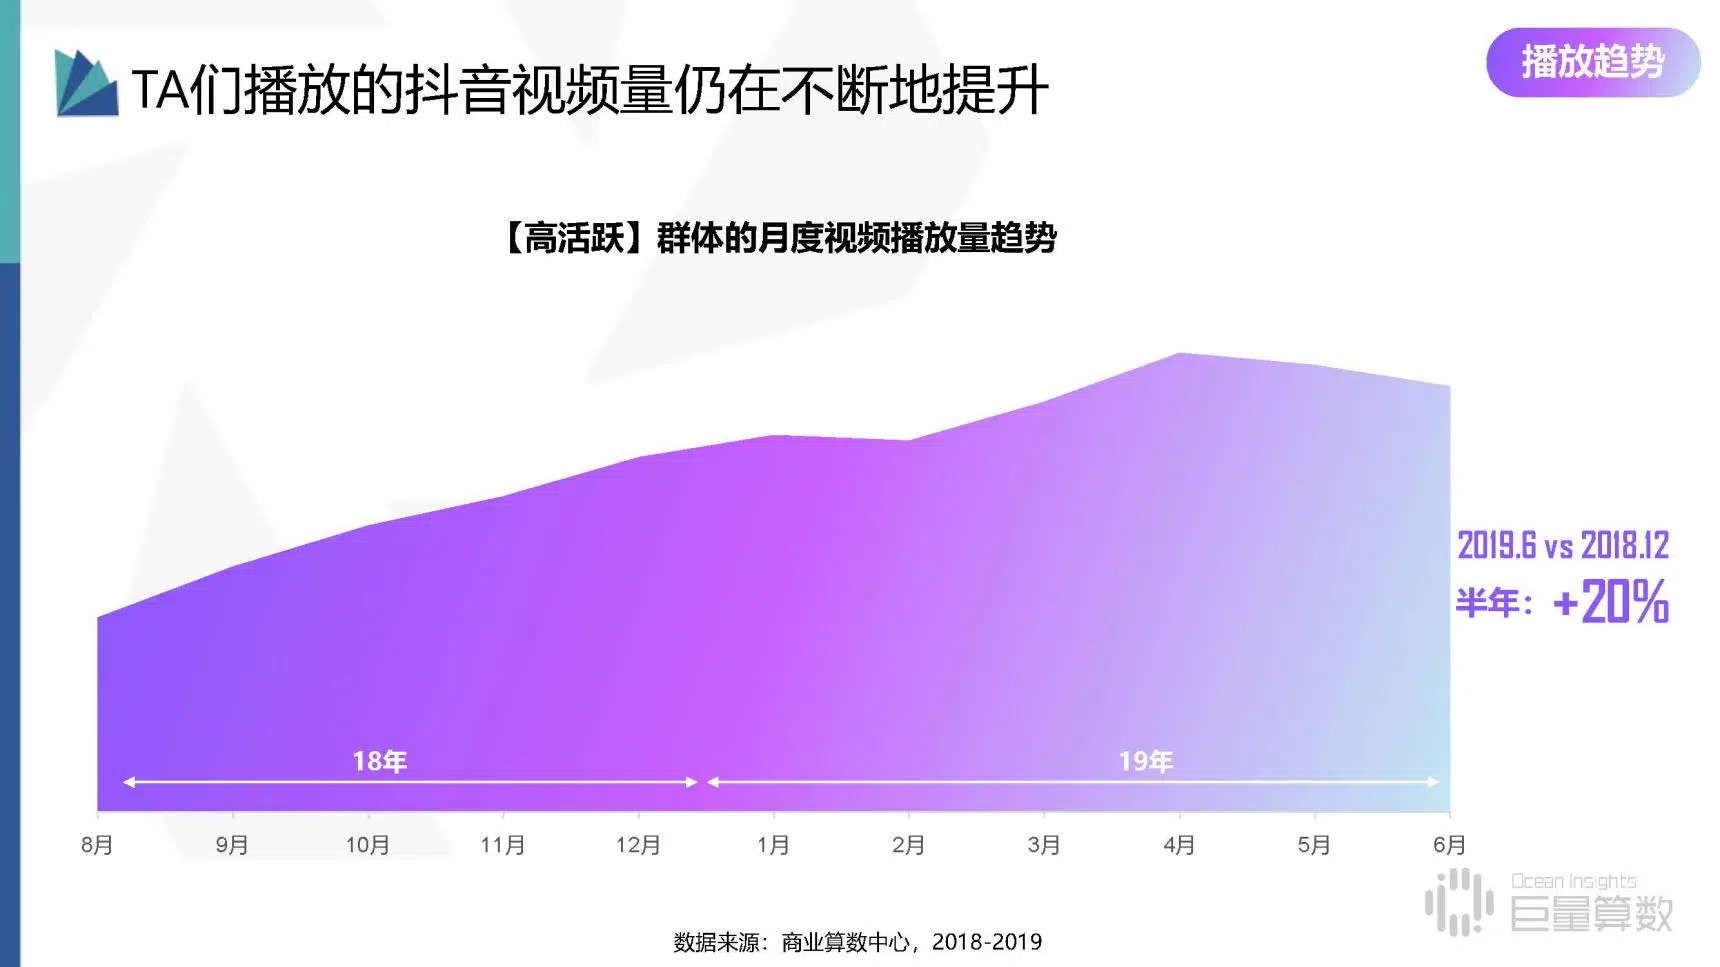 TA们播放的抖音视频量仍在不断地提升
播放趋势
【高活跃】群体的月度视频播放量趋势
2019.6 vs 2018.12
半年：+20%
18年 19年
8月 9月 10月 11月 12月 1月 2月 3月 4月 5月 6月
Ocean Insights
巨量算数
数据来源：商业算数中心，2018-2019